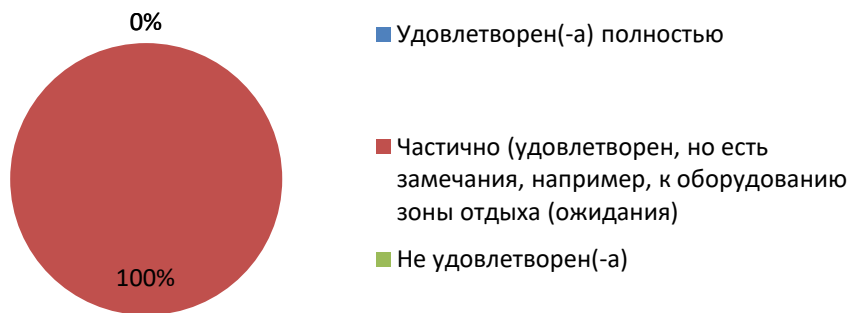 0%
Удовлетворен(-а) полностью
Частично (удовлетворен, но есть
замечания, например, к оборудованию
зоны отдыха (ожидания)
Не удовлетворен(-а)
100%